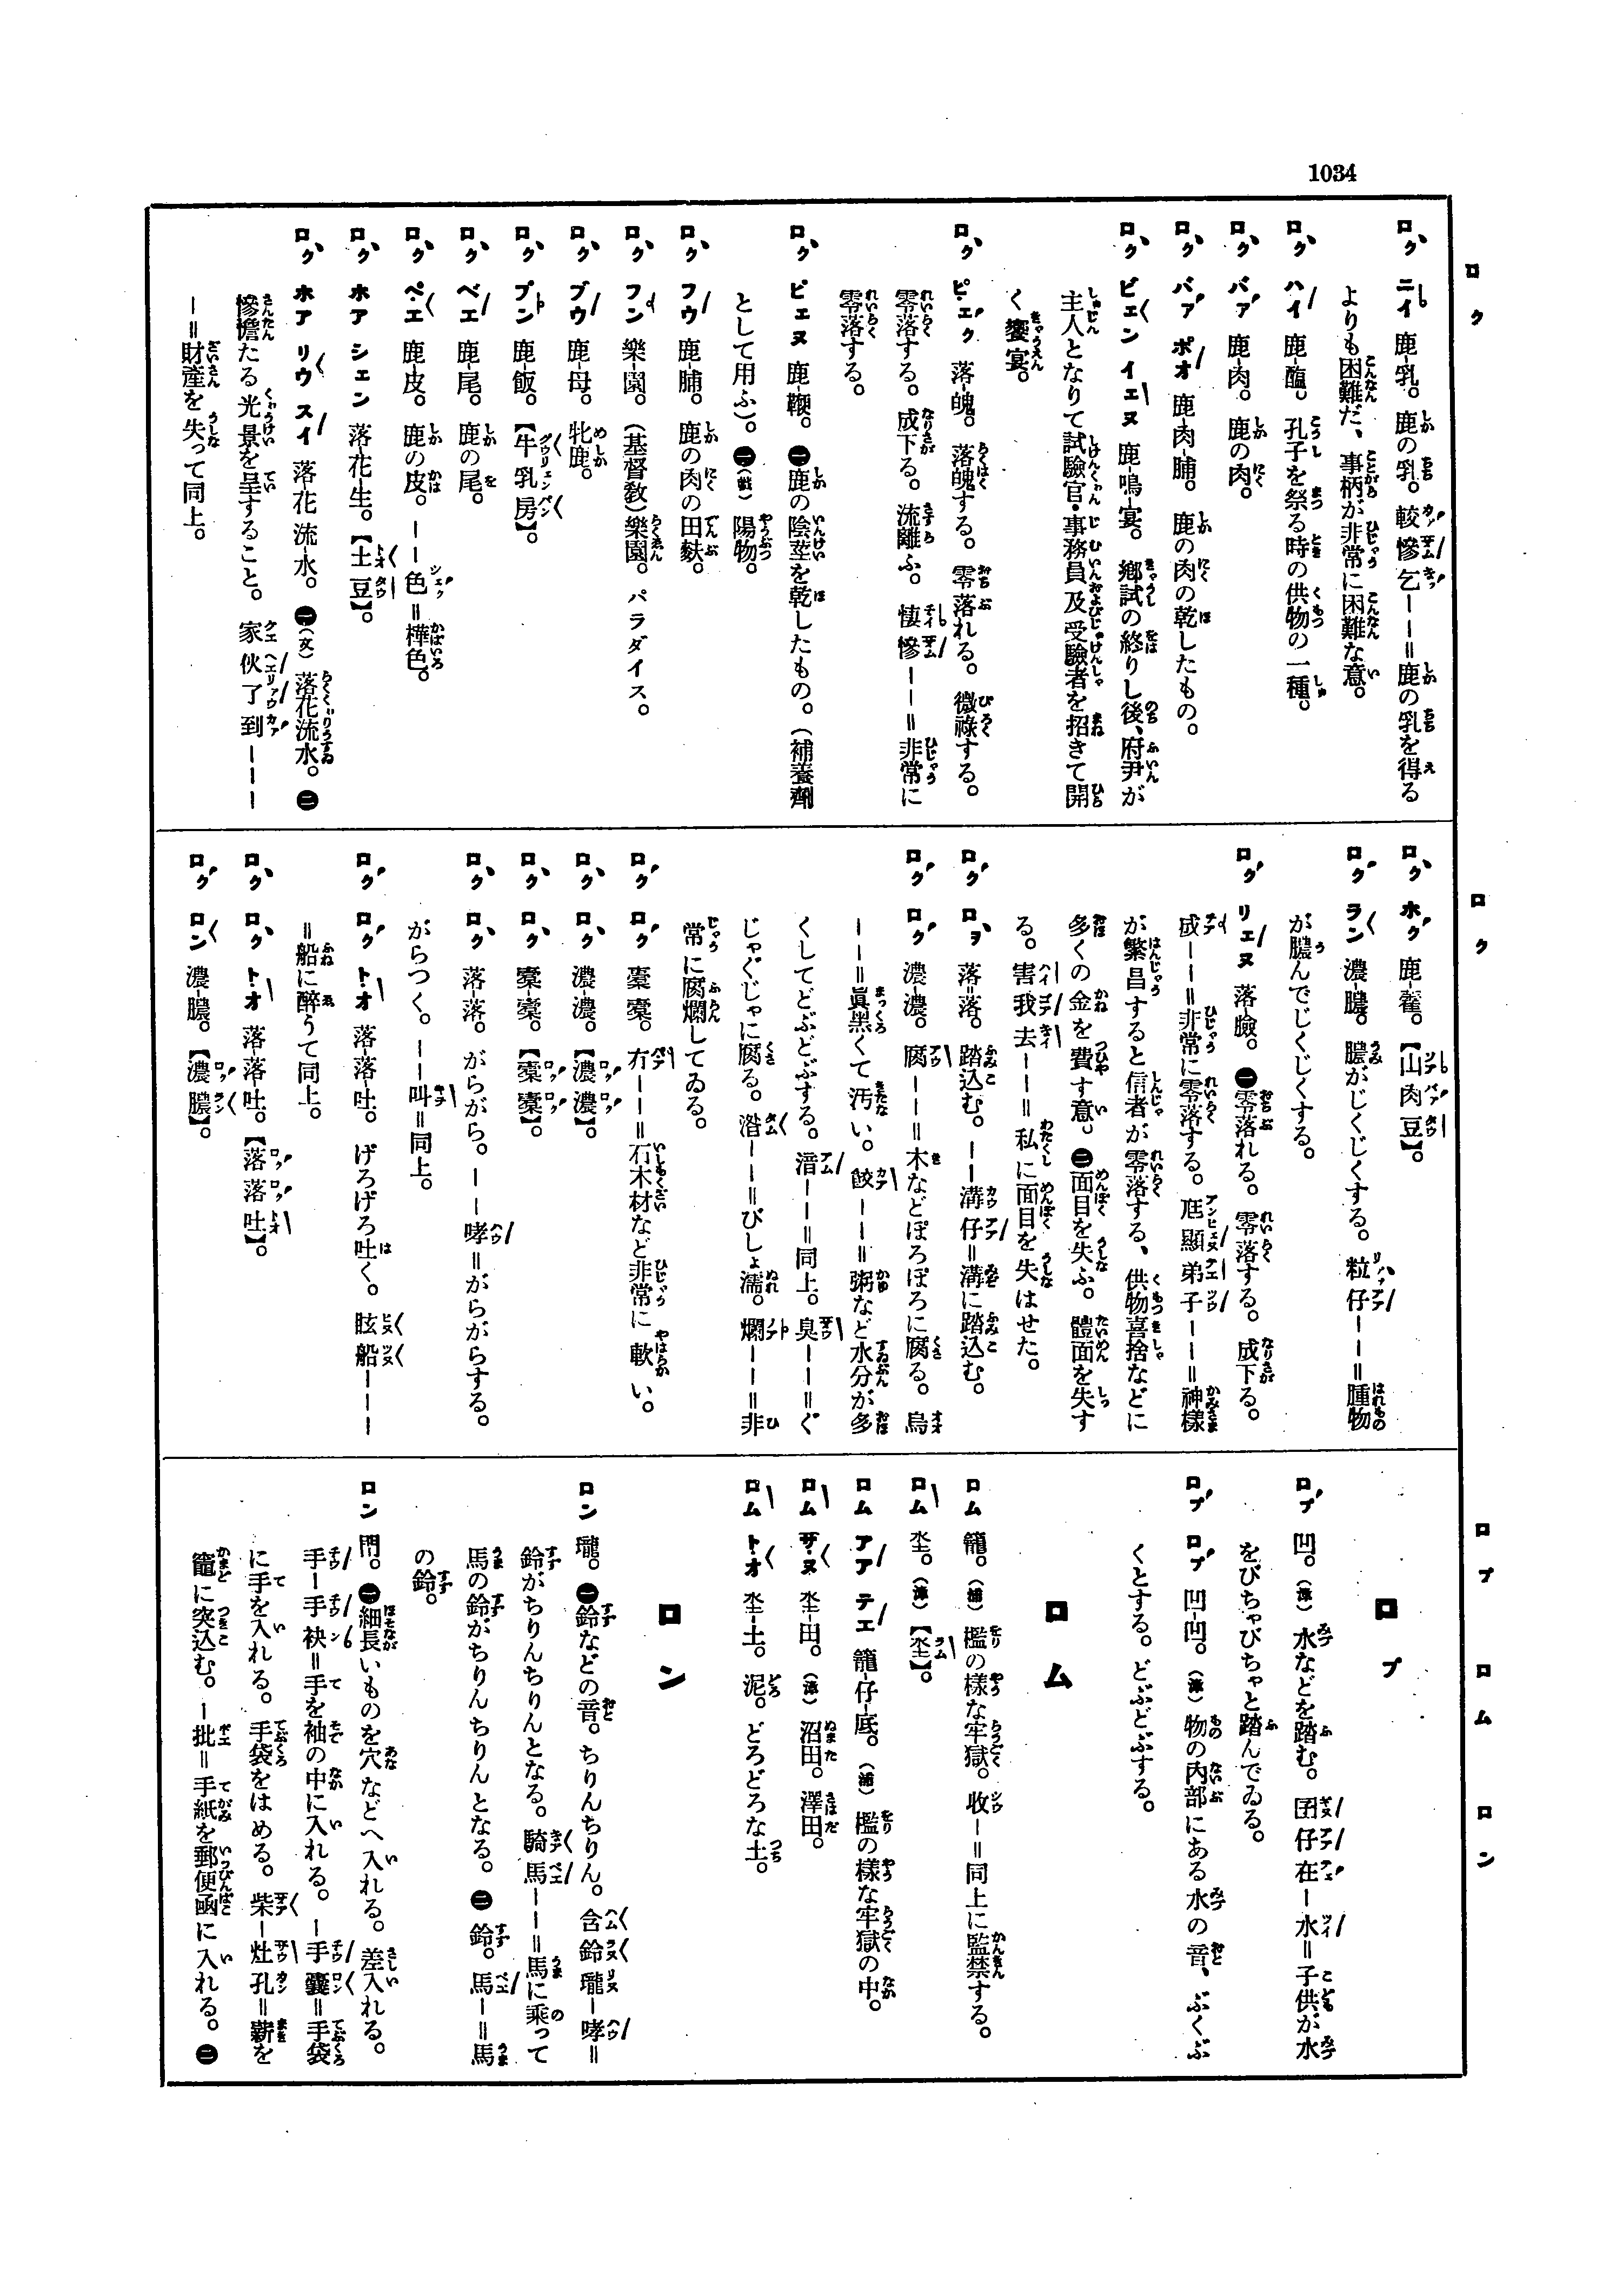 1034
ロク
ロク ニイ 鹿-乳。鹿の乳。較慘乞ーー=鹿の乳を得る
よりも困難だ、事柄が非常に困難な意。
ロク ハイ 鹿-醢。孔子を祭る時の供物の一種。
ロク バァ 鹿-肉。鹿の肉。
ロク バァ ポオ 鹿-肉-脯。鹿の肉の乾したもの。
ロク ビェン イェヌ 鹿-鳴-宴。鄕試の終りし後、府尹が
主人となりて試驗官・事務員及受驗者を招きて開
く饗宴。
ロク ピェク 落-魄。落魄する。零落れる。微祿する。
零落する。成下る。流離ふ。悽慘ーー=非常に
零落する。
ロク ピェヌ 鹿-鞭。㊀鹿の陰莖を乾したもの。(補養劑
として用ふ)。㊁(戲)陽物。
ロク フウ 鹿-脯。鹿の肉の田麩。
ロク フン 樂-園。(基督敎)樂園。パラダイス。
ロク ブウ 鹿-母。牝鹿。
ロク プン 鹿-飯。【牛乳房】。
ロク ベエ 鹿-尾。鹿の尾。
ロク ペエ 鹿-皮。鹿の皮。ーー色=樺色。
ロク ホア シェン 落-花-生。【土豆】。
ロク ホア リウ スイ 落-花 流-水。㊀(文)落花流水。㊁
慘憺たる光景を呈すること。家伙了到ーーー
ー=財產を失って同上。
ロク
ロク ホク 鹿-藿。【山肉豆】。
ロク ラン 濃-膿。膿がじくじくする。粒仔ーー=腫物
が膿んでじくじくする。
ロク リェヌ 落-臉。㊀零落れる。零落する。成下る。
成ーー=非常に零落する。尪顯弟子ーー=神樣
が繁昌すると信者が零落する、供物喜捨などに
多くの金を費す意。㊁面目を失ふ。體面を失す
る。害我去ーー=私に面目を失はせた。
ロク ロヲ 落=落。踏込む。ーー溝仔=溝に踏込む。
ロク ロク 濃-濃。腐ーー=木などぼろぼろに腐る。烏
ーー=眞黑くて汚い。餃ーー=粥など水分が多
くしてどぶどぶする。湆ーー=同上。臭ーー=ぐ
じゃぐじゃに腐る。濳ーー=びしょ濡。爛ーー=非
常に腐爛してゐる。
ロク ロク 橐橐。冇ーー=石木材など非常に軟い。
ロク ロク 濃-濃。【濃濃】。
ロク ロク 橐-橐。【橐橐】。
ロク ロク 落-落。がらがら。ーー哮=がらがらする。
がらつく。ーー叫=同上。
ロク ロク トオ 落-落-吐。げろげろ吐く。眩船ーーー
=船に醉うて同上。
ロク ロク トオ 落落-吐。【落落吐】。
ロク ロン 濃-膿。【濃膿】。
ロプ ロム ロン
ロプ
ロプ 凹。(漳)水などを踏む。囝仔在ー水=子供が水
をびちゃびちゃと踏んでゐる。
ロプ ロプ 凹-凹。(漳)物の內部にある水の音、ぶくぶ
くとする。どぶどぶする。
ロム
ロム 籠。(浦)檻の樣な牢獄。收ー=同上に監禁する。
ロム 埊。(漳)【埊】。
ロム アア テエ 籠-仔-底。(浦)檻の樣な牢獄の中。
ロム ザヌ 埊-田。(漳)沼田。澤田。
ロム トオ 埊-土。泥。どろどろな土。
ロン
ロン 瓏。㊀鈴などの音。ちりんちりん。含鈴瓏ー哮=
鈴がちりんちりんとなる。騎馬ーー=馬に乘って
馬の鈴がちりんちりんとなる。㊁鈴。馬ー=馬
の鈴。
ロン 閂。㊀細長いものを穴などへ入れる。差入れる。
手ー手袂=手を袖の中に入れる。ー手囊=手袋
に手を入れる。手袋をはめる。柴ー灶孔=薪を
竈に突込む。ー批=手紙を郵便函に入れる。㊁